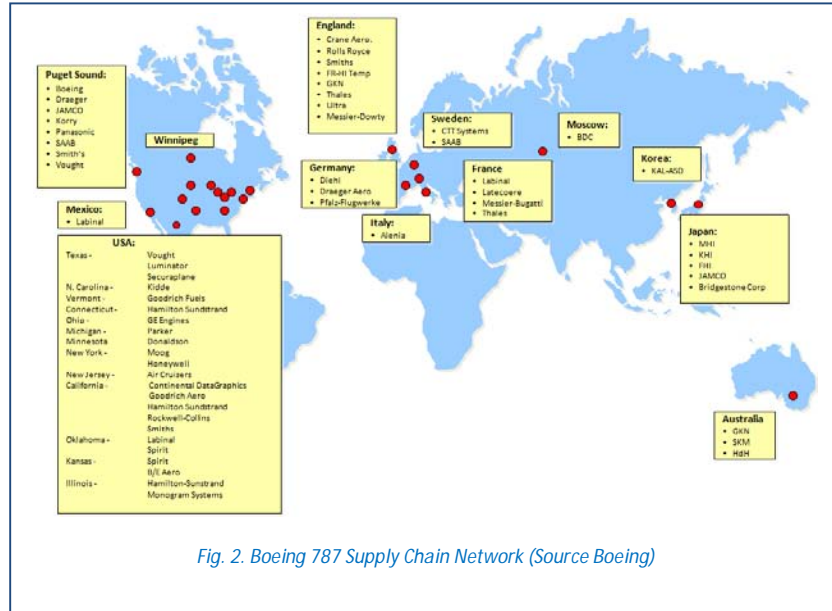 Puget Sound:
• Boeing
• Draeger
• JAMCO
• Korry
• Panasonic
• SAAB
• Smith's
• Vought
Winnipeg
Mexico:
• Labinal
England:
• Crane Aero.
• Rolls Royce
• Smiths
• FR-HI Temp
• GKN
• Thales
• Ultra
• Messier-Dowty
Sweden:
• CTT Systems
• SAAB
Moscow:
• BDC
Germany:
• Diehl
• Draeger Aero
• Pfalz-Flugwerke
France
• Labinal
• Latecoere
• Messier-Bugatti
• Thales
Italy:
• Alenia
Korea:
• KAL-ASD
Japan:
• MHI
• KHI
• FHI
• JAMCO
• Bridgestone Corp
USA:
Texas - Vought
Luminator
Securaplane
N. Carolina - Kidde
Vermont - Goodrich Fuels
Connecticut - Hamilton Sundstrand
Ohio - GE Engines
Michigan - Parker
Minnesota Donaldson
New York - Moog
Honeywell
New Jersey - Air Cruizers
California - Continental DataGraphics
Goodrich Aero
Hamilton Sundstrand
Rockwell-Collins
Smiths
Oklahoma - Labinal
Spirit
Kansas - Spirit
B/E Aero
Illinois - Hamilton-Sunstrand
Monogram Systems
Australia
• GKN
• SKM
• HdH
Fig. 2. Boeing 787 Supply Chain Network (Source Boeing)